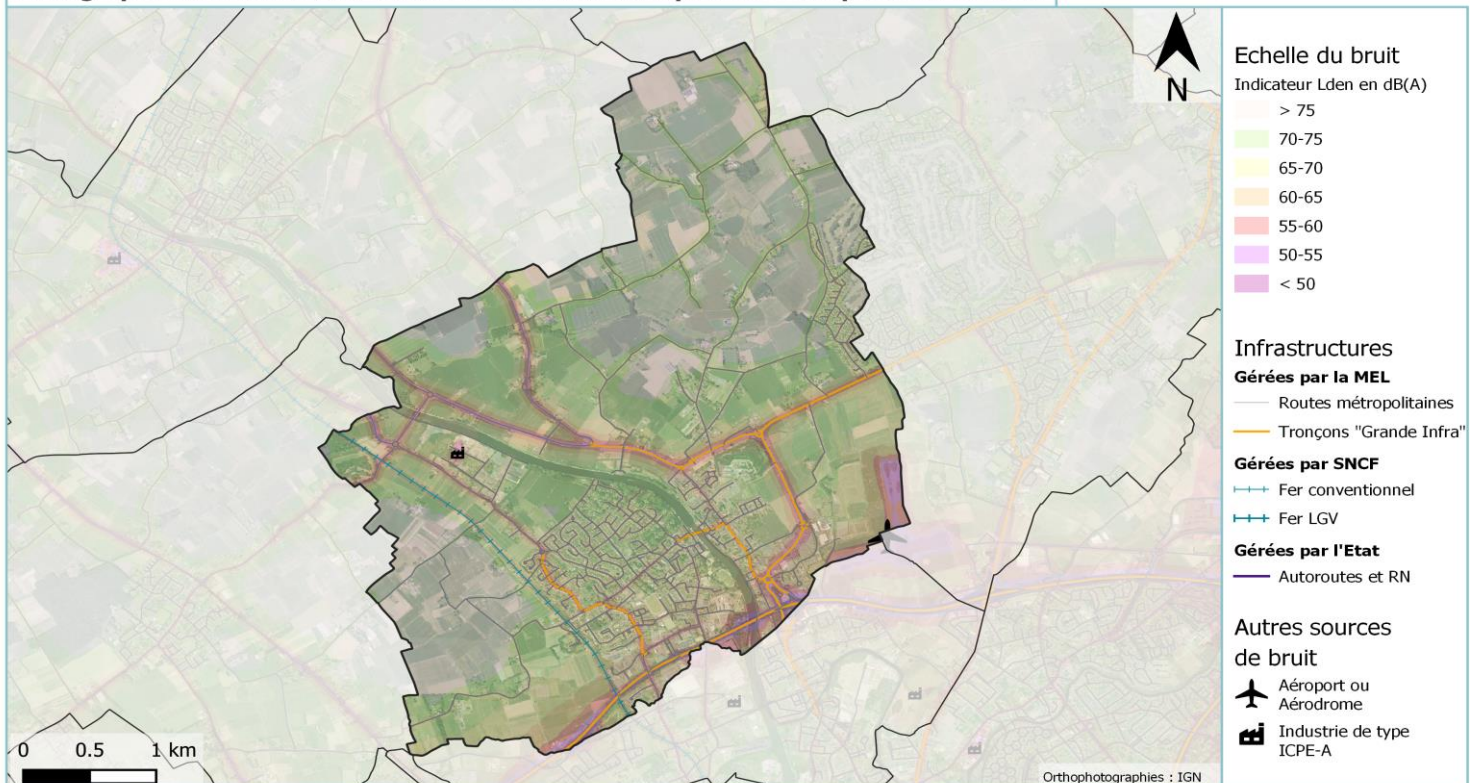 N
Echelle du bruit
Indicateur Lden en dB(A)
> 75
70-75
65-70
60-65
55-60
50-55
< 50
Infrastructures
Gérées par la MEL
Routes métropolitaines
Tronçons "Grande Infra"
Gérées par SNCF
Fer conventionnel
Fer LGV
Gérées par l'Etat
Autoroutes et RN
Autres sources
de bruit
Aéroport ou
Aérodrome
Industrie de type
ICPE-A
0 0.5 1 km
Orthophotographies : IGN